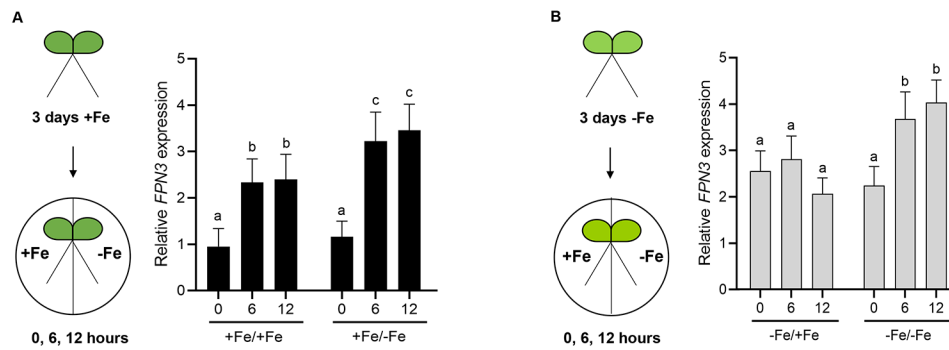 A
3 days +Fe
+Fe
-Fe
0, 6, 12 hours
Relative FPN3 expression
5
4
3
2
1
0
a
b
b
a
c
c
0 6 12 0 6 12
+Fe/+Fe +Fe/-Fe
B
3 days -Fe
+Fe
-Fe
0, 6, 12 hours
Relative FPN3 expression
5
4
3
2
1
0
a
a
a
a
b
b
0 6 12 0 6 12
-Fe/+Fe -Fe/-Fe